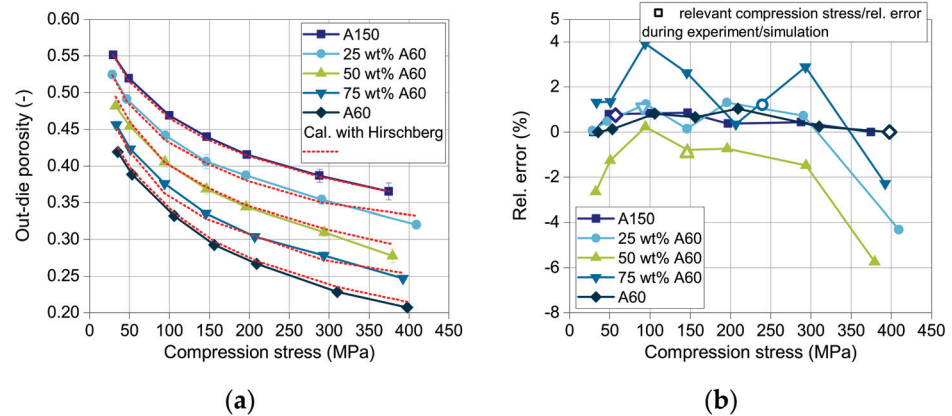 0.60
0.55
0.50
0.45
0.40
0.35
0.30
0.25
0.20
Out-die porosity (-)
A150
25 wt% A60
50 wt% A60
75 wt% A60
A60
Cal. with Hirschberg
0 50 100 150 200 250 300 350 400 450
Compression stress (MPa)
(a)
relevant compression stress/rel. error
during experiment/simulation
5
4
2
0
-2
-4
-6
-8
Rel. error (%)
A150
25 wt% A60
50 wt% A60
75 wt% A60
A60
0 50 100 150 200 250 300 350 400 450
Compression stress (MPa)
(b)